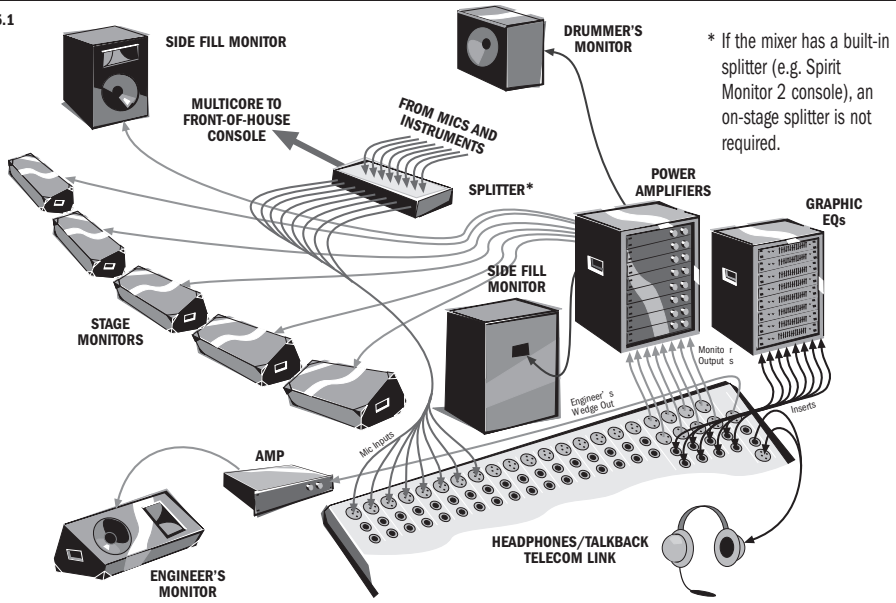 5.1
SIDE FILL MONITOR
DRUMMER'S
MONITOR
* If the mixer has a built-in
splitter (e.g. Spirit
Monitor 2 console), an
on-stage splitter is not
required.
MULTICORE TO
FRONT-OF-HOUSE
CONSOLE
FROM MICS AND
INSTRUMENTS
SPLITTER*
POWER
AMPLIFIERS
GRAPHIC
EQs
SIDE FILL
MONITOR
STAGE
MONITORS
Monito r
Output s
Engineer' s
Wedge Out
Inserts
Mic Inputs
AMP
HEADPHONES/TALKBACK
TELECOM LINK
ENGINEER'S
MONITOR